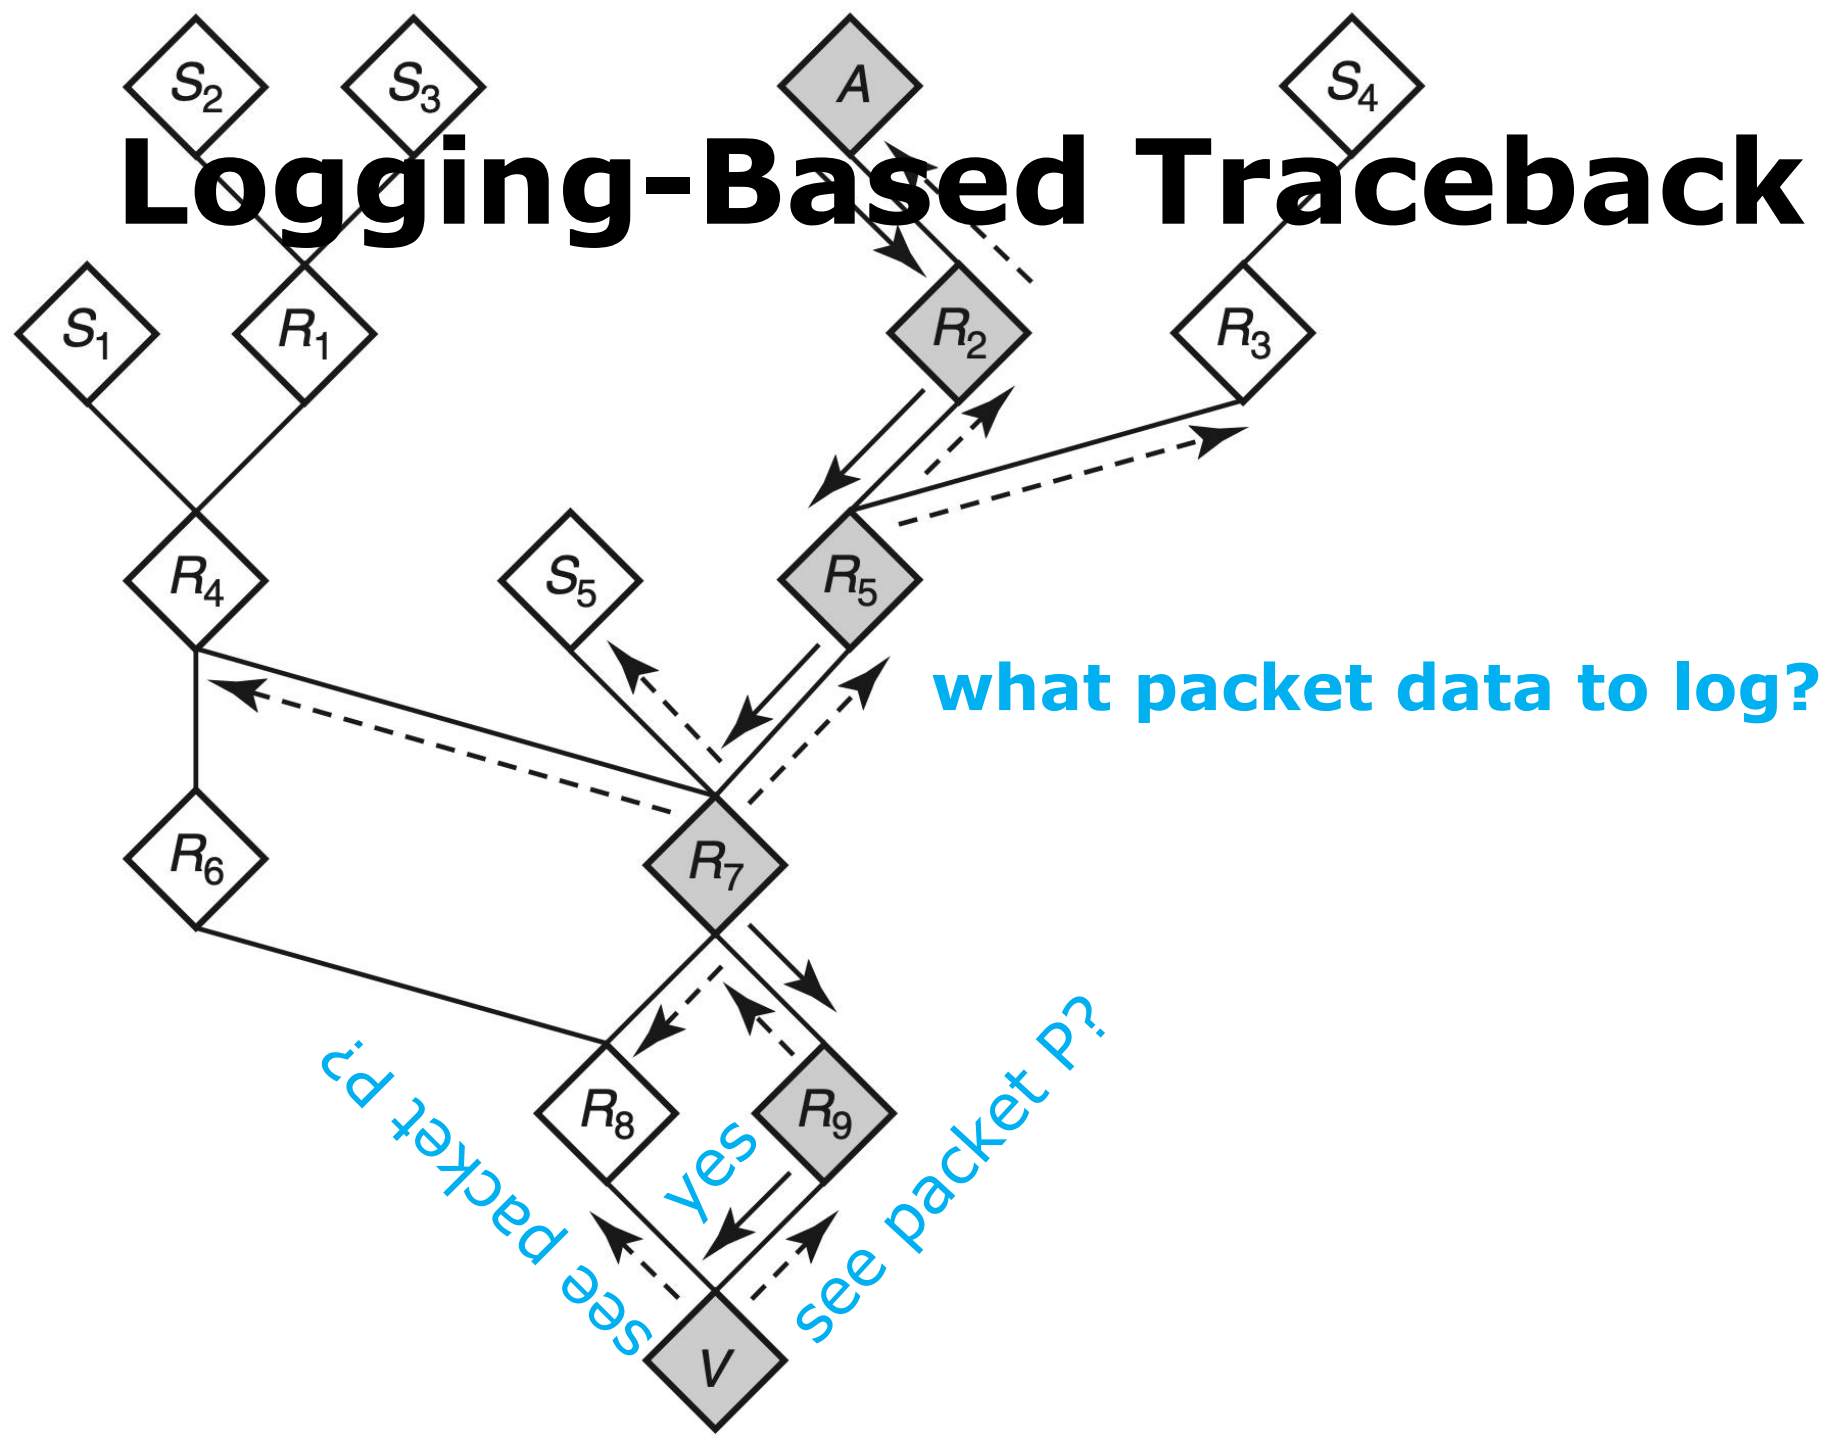 S2 S3 A S4
Logging-Based Traceback
S1 R1 R2 R3
R4 S5 R5
what packet data to log?
R6 R7
R8 R9
see packet P?
yes
see packet P?
V